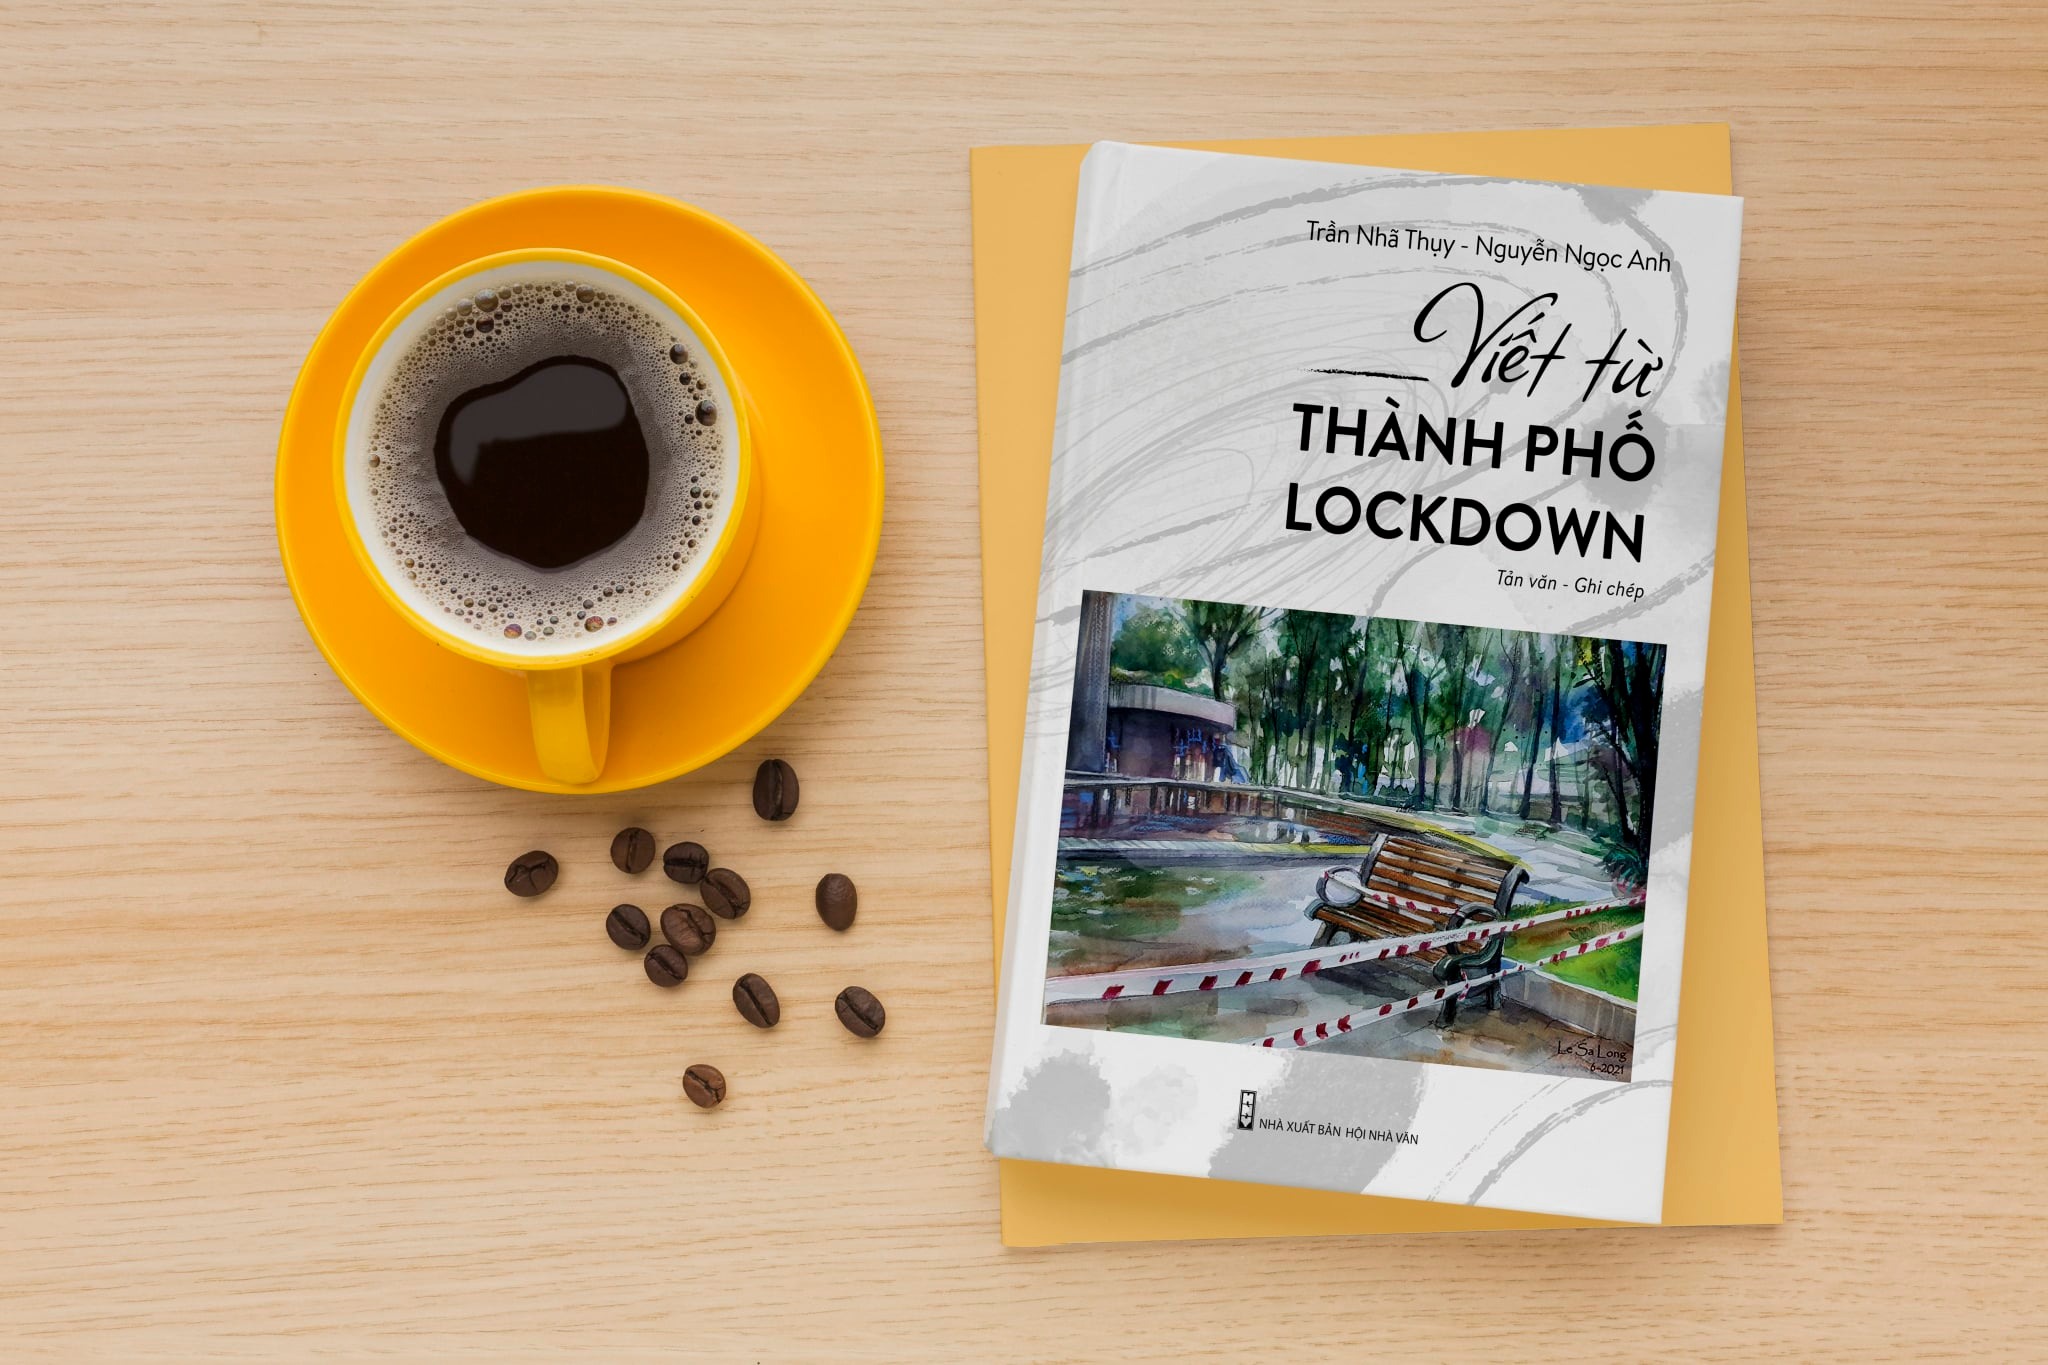 Trần Nhã Thụy - Nguyễn Ngọc Anh
Viết từ
THÀNH PHỐ
LOCKDOWN
Tản văn - Ghi chép
Le Sa Long
6-2021
NHÀ XUẤT BẢN HỘI NHÀ VĂN